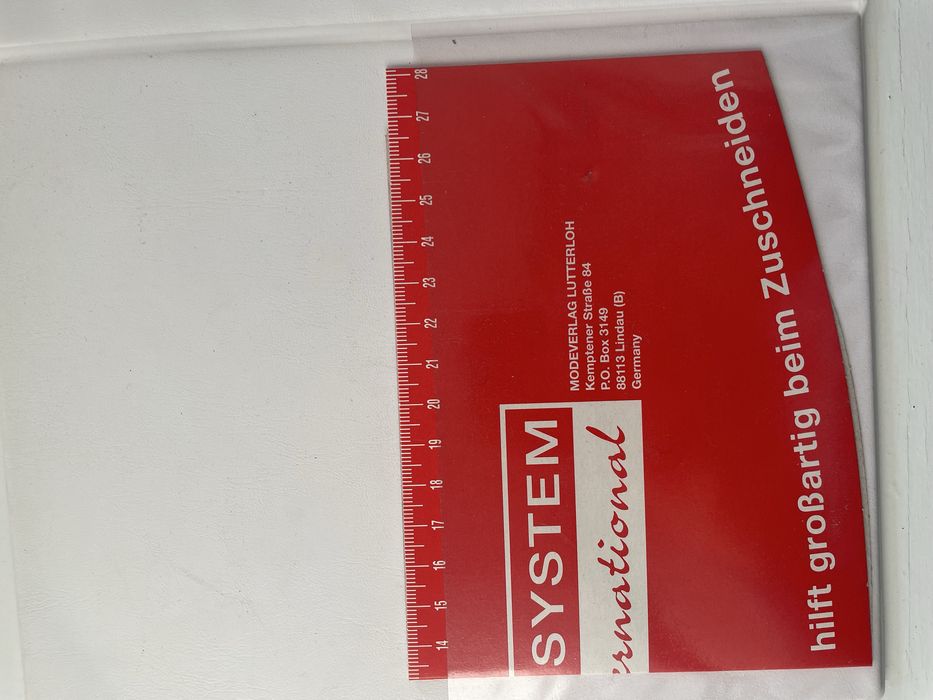 14 15 16 17 18 19 20 21 22 23 24 25 26 27 28
SYSTEM
ernational
MODEVERLAG LUTTERLOH
Kemptener Straße 84
P.O. Box 3149
88113 Lindau (B)
Germany
hilft großartig beim Zuschneiden